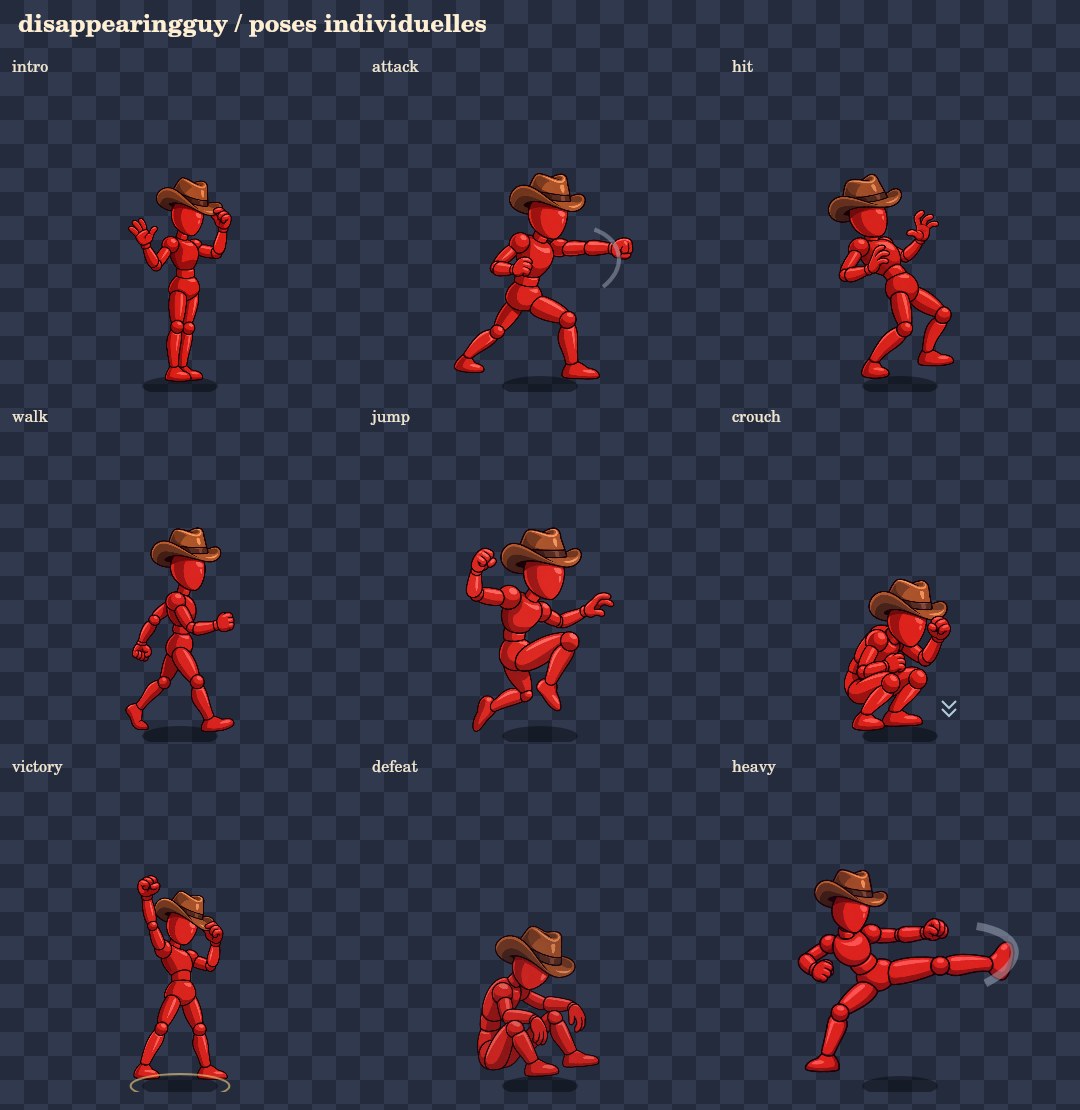 disappearingguy / poses individuelles
intro
attack
hit
walk
jump
crouch
victory
defeat
heavy